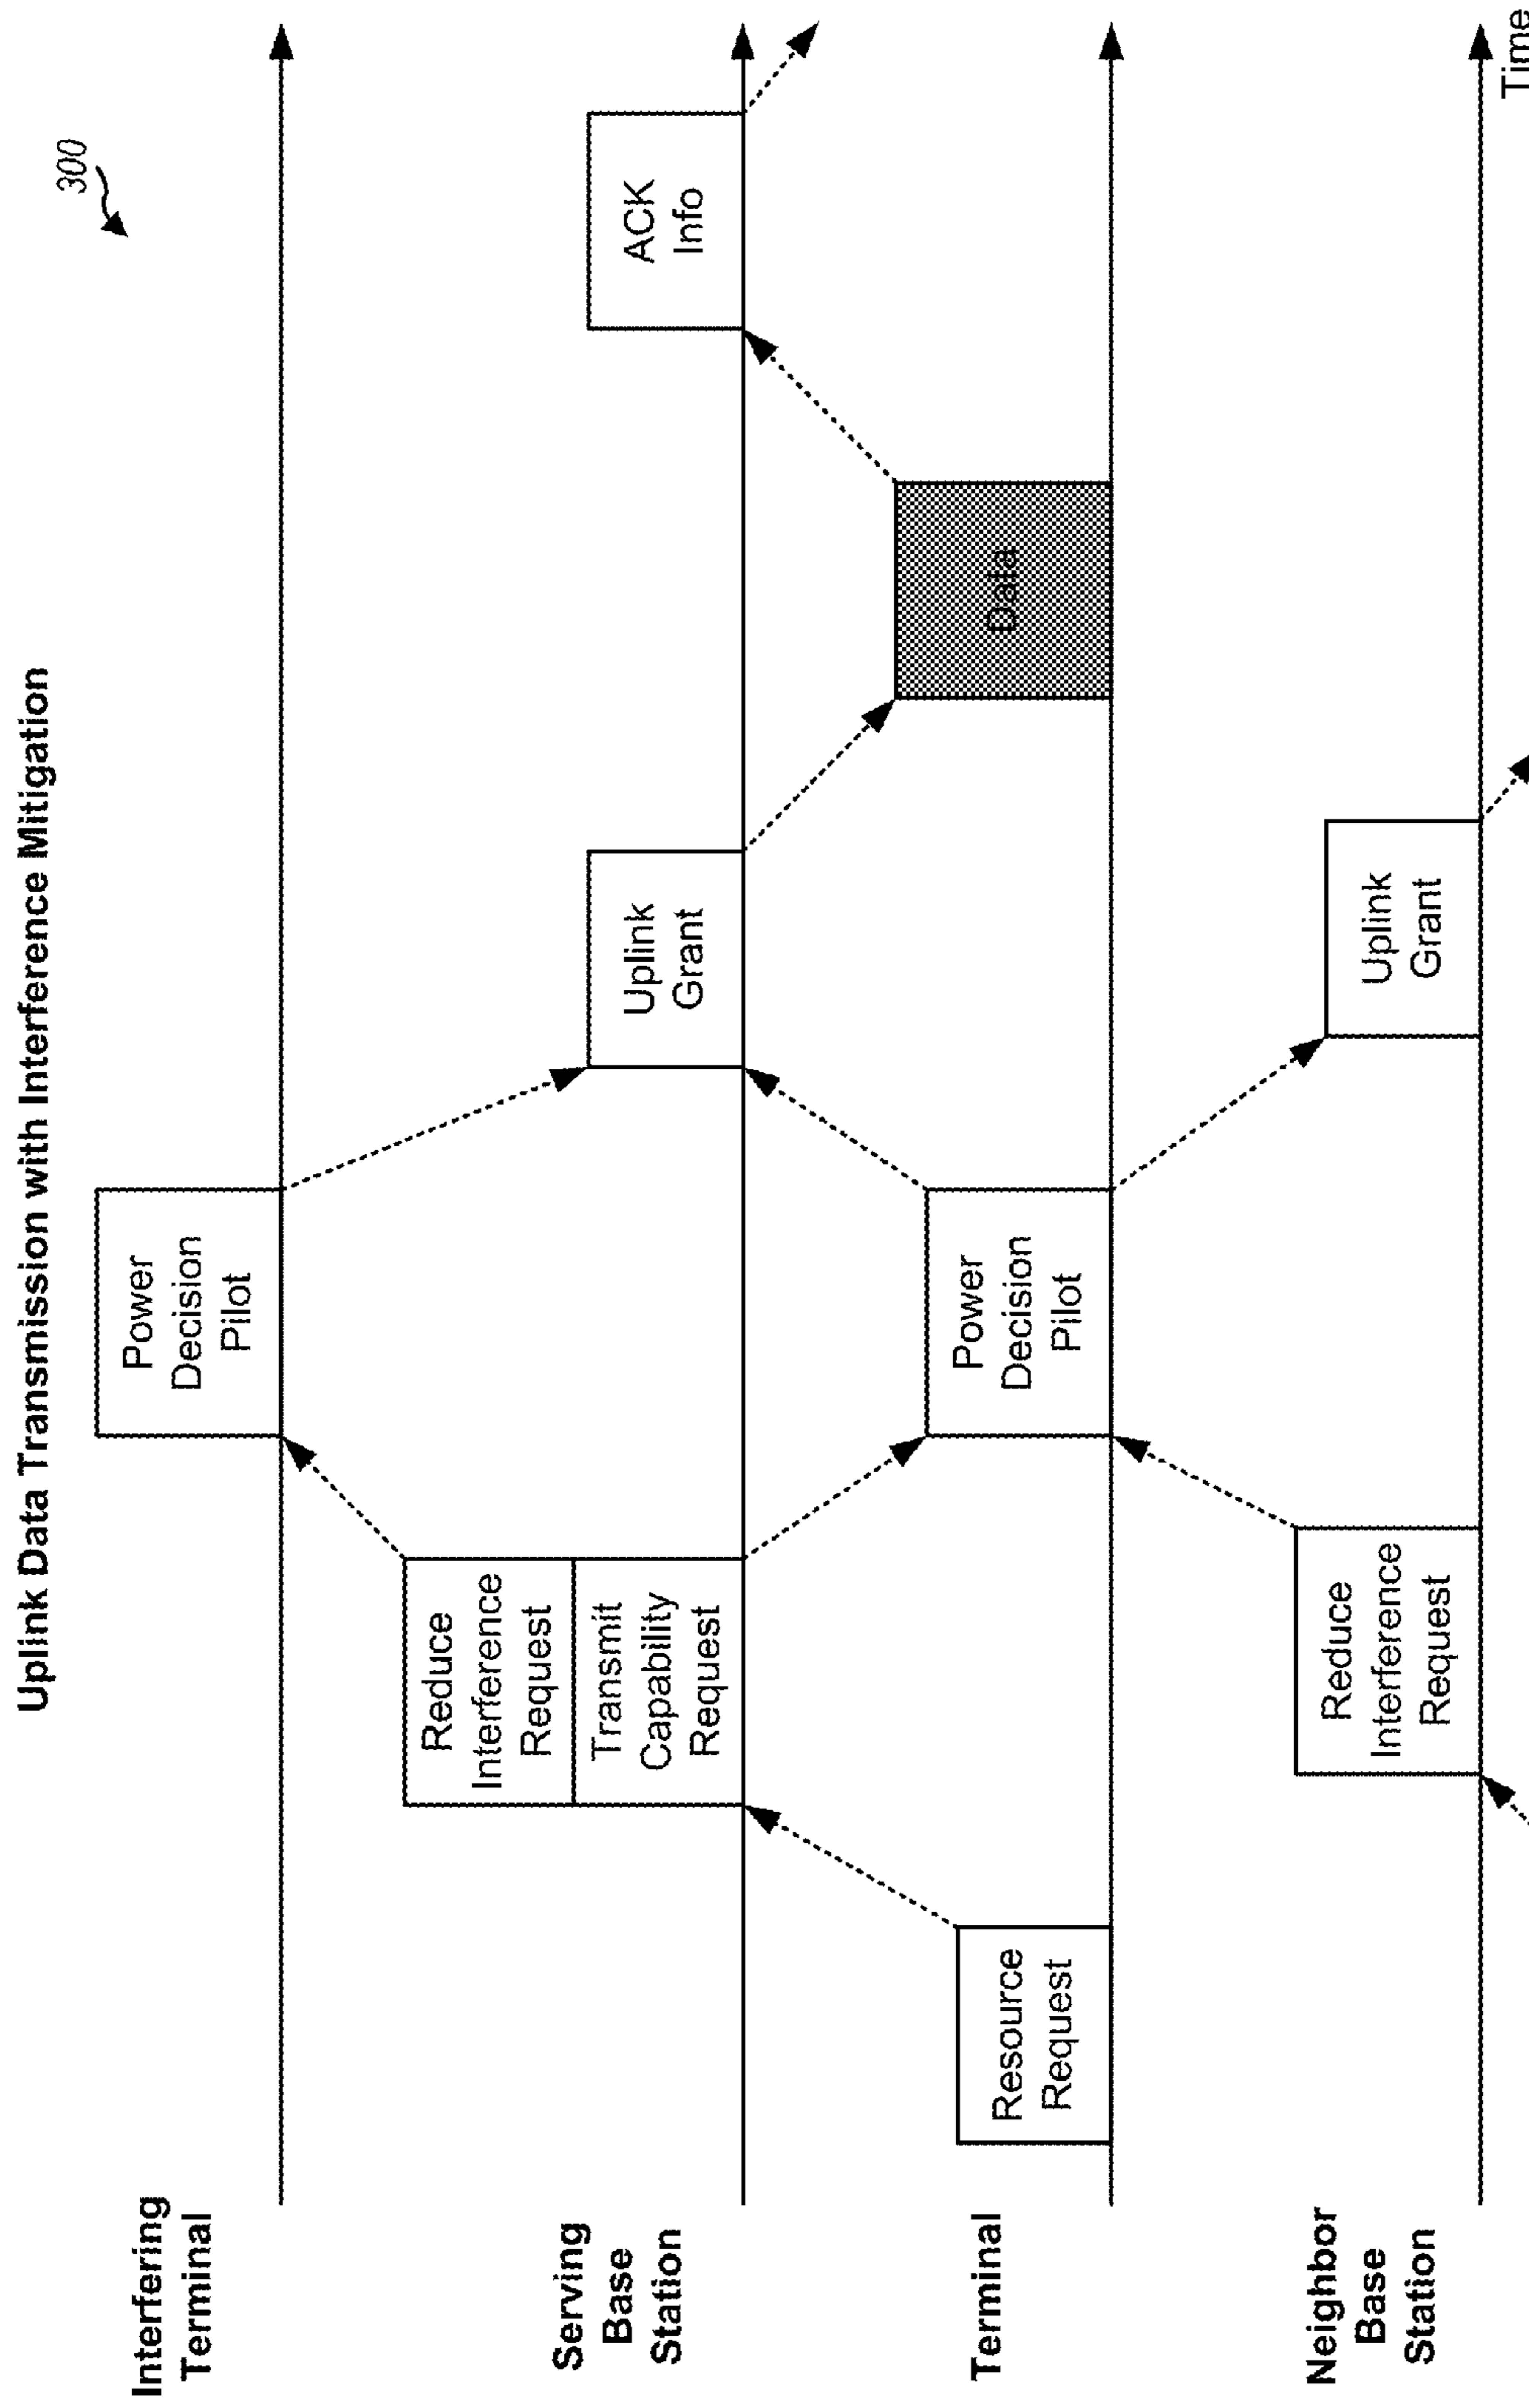 Uplink Data Transmission with Interference Mitigation
300
Interfering
Terminal
Power
Decision
Pilot
Serving
Base
Station
Reduce
Interference
Request
Transmit
Capability
Request
Uplink
Grant
ACK
Info
Terminal
Resource
Request
Power
Decision
Pilot
Data
Neighbor
Base
Station
Reduce
Interference
Request
Uplink
Grant
Time